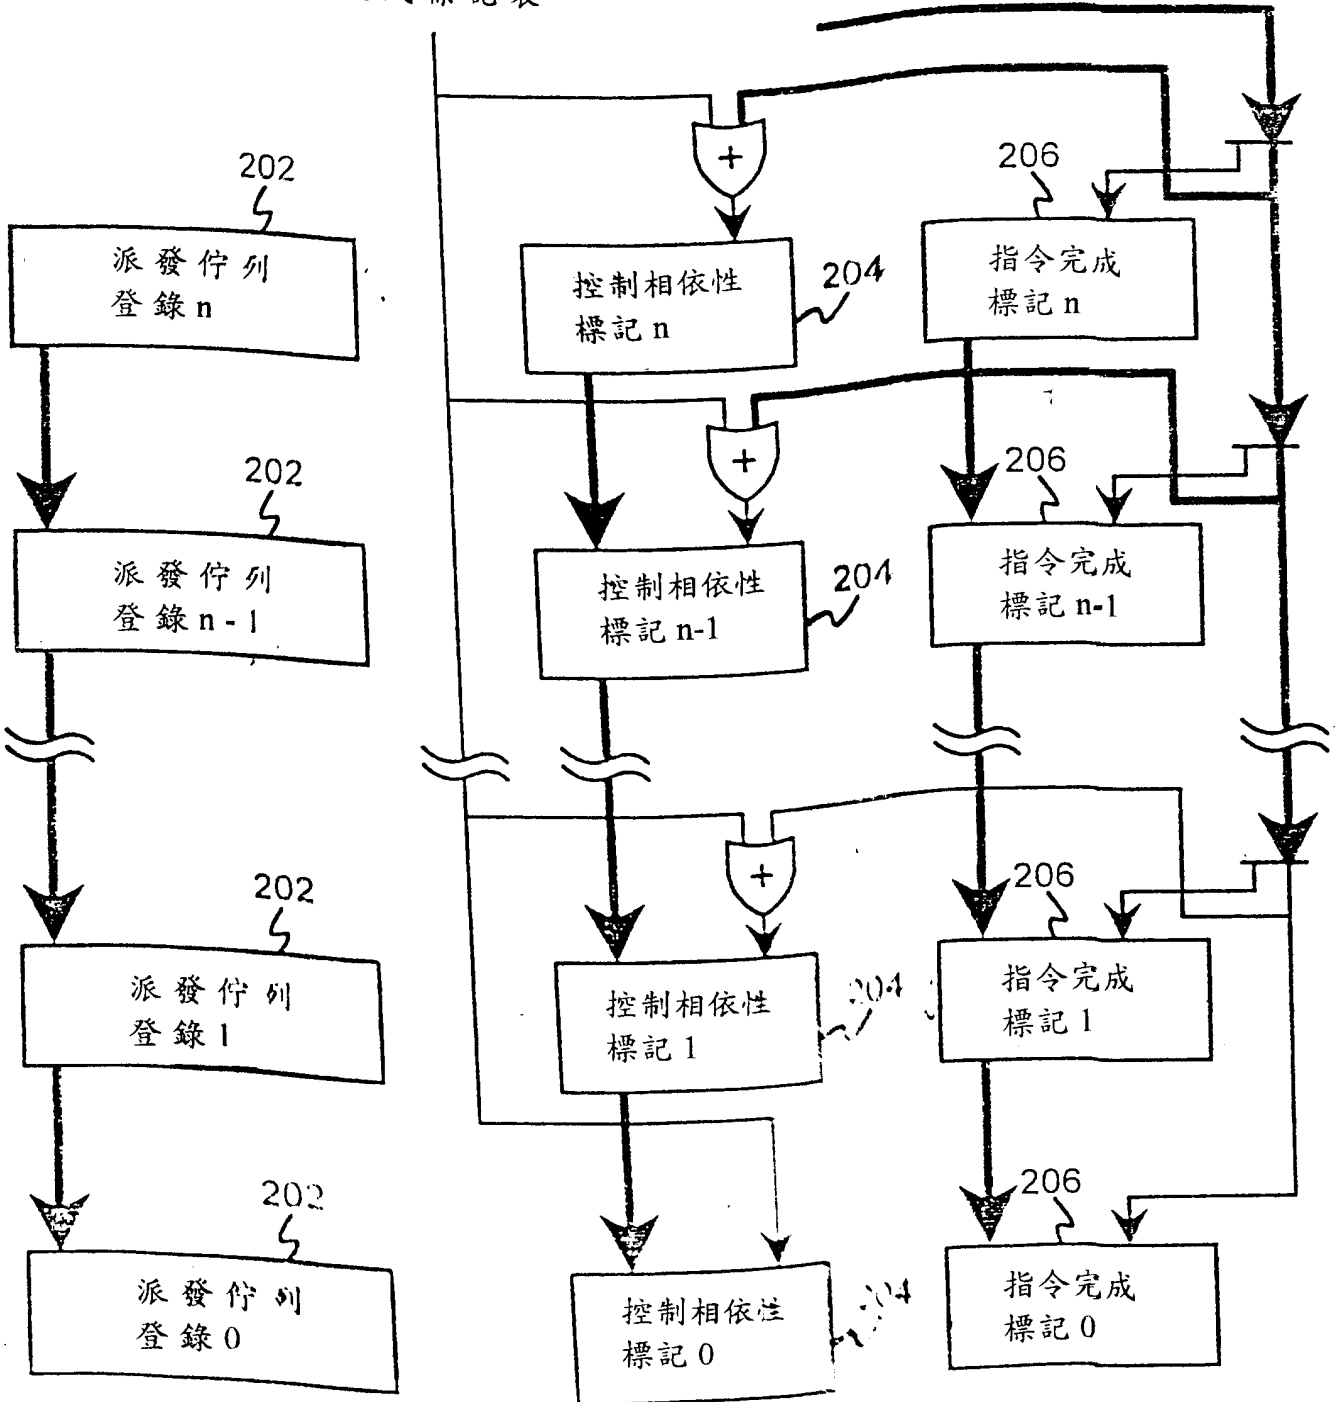 標記表
202
派發佇列
登錄n
控制相依性
標記n
204
206
指令完成
標記n
202
派發佇列
登錄n-1
控制相依性
標記n-1
204
206
指令完成
標記n-1
202
派發佇列
登錄1
控制相依性
標記1
204
206
指令完成
標記1
202
派發佇列
登錄0
控制相依性
標記0
204
206
指令完成
標記0
+
+
+